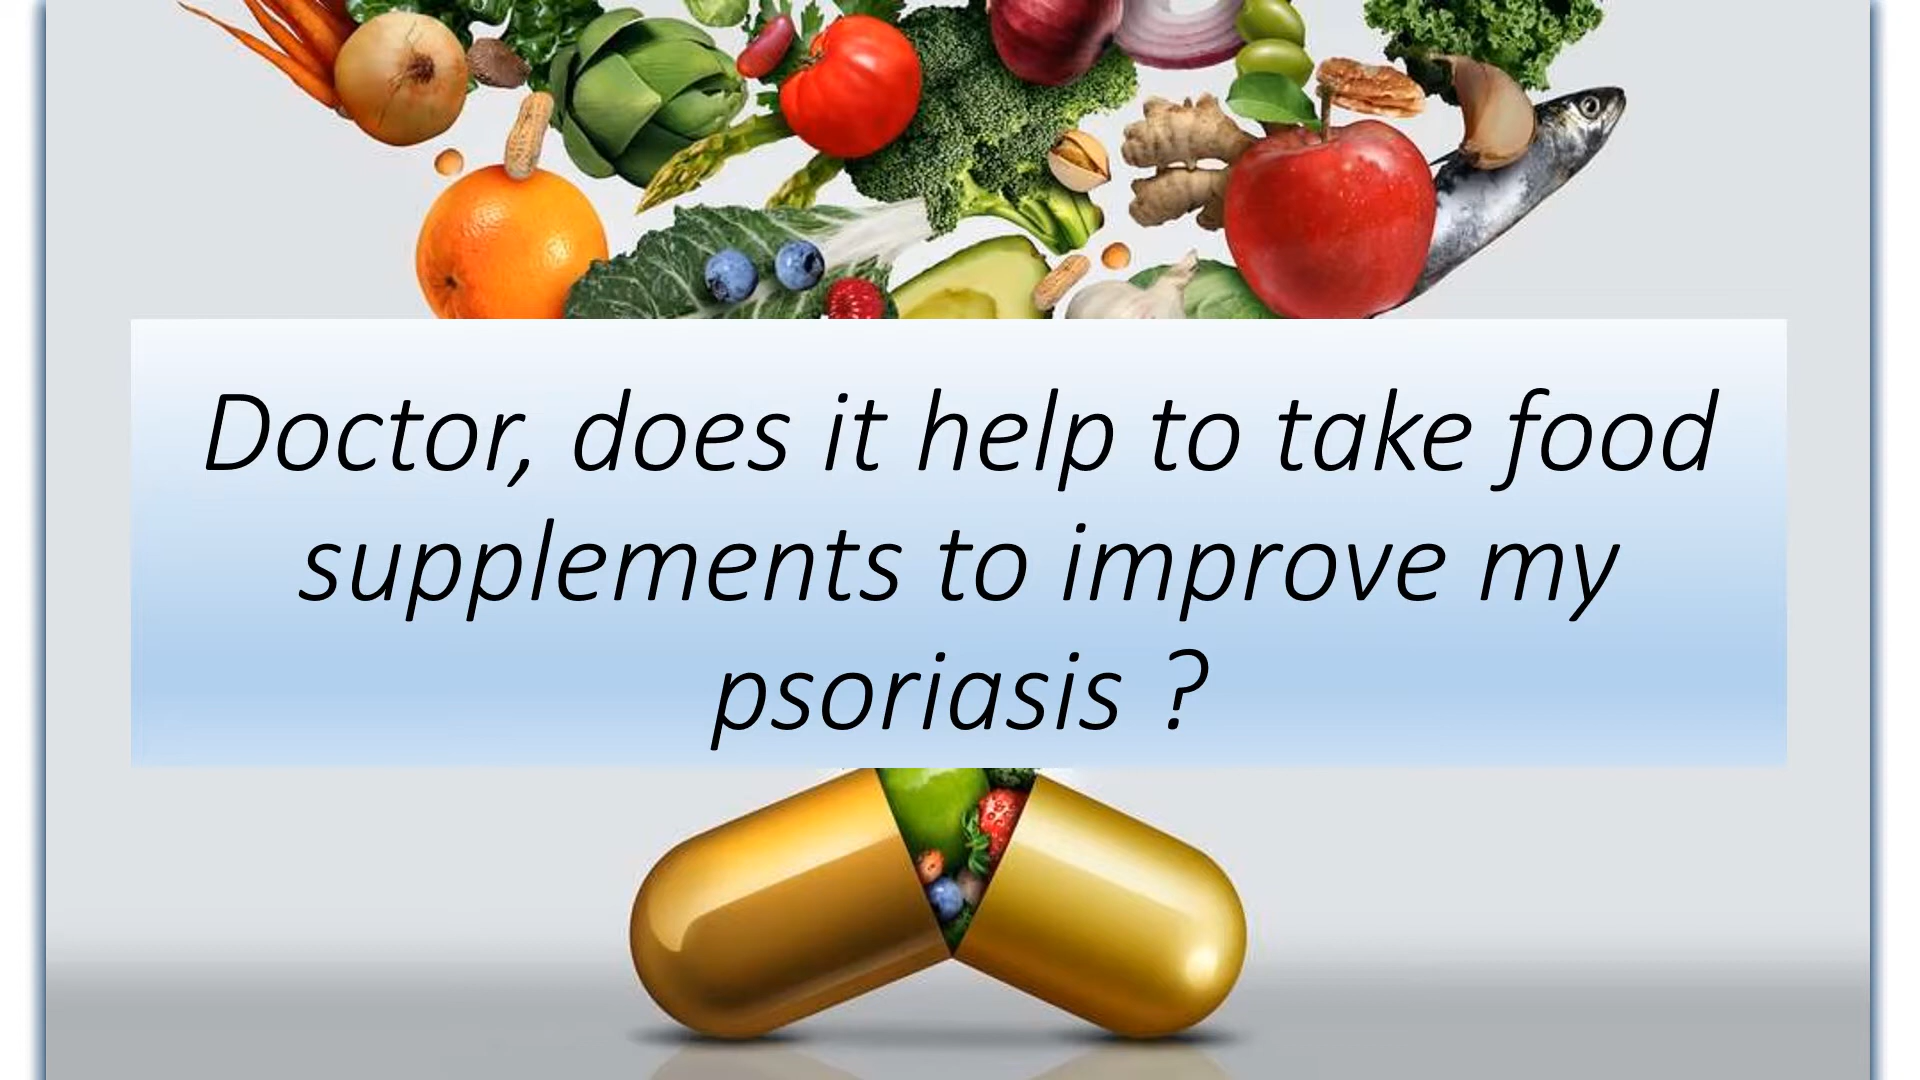 Doctor, does it help to take food
supplements to improve my
psoriasis ?